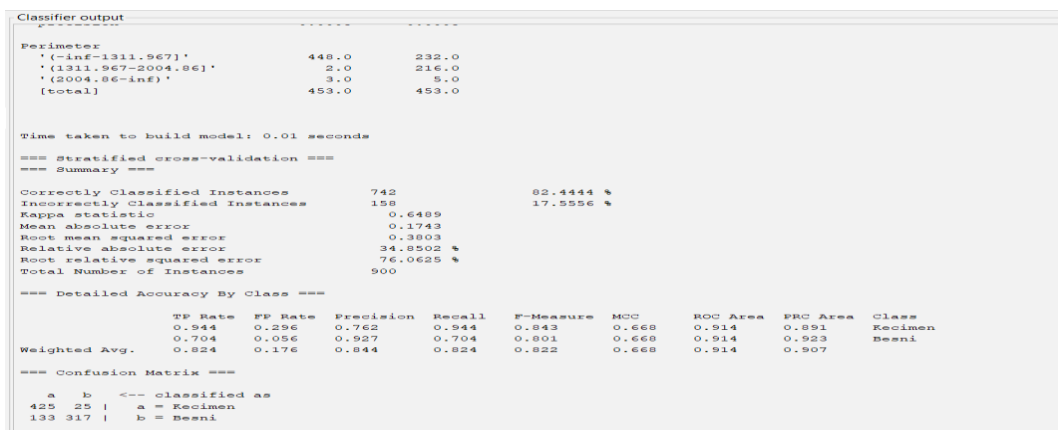 Classifier output
Perimeter
'(-inf-1311.967]' 448.0 232.0
'(1311.967-2004.86]' 2.0 216.0
'(2004.86-inf)' 3.0 5.0
[total] 453.0 453.0
Time taken to build model: 0.01 seconds
=== Stratified cross-validation ===
=== Summary ===
Correctly Classified Instances 742 82.4444 %
Incorrectly Classified Instances 158 17.5556 %
Kappa statistic 0.6489
Mean absolute error 0.1743
Root mean squared error 0.3803
Relative absolute error 34.8502 %
Root relative squared error 76.0625 %
Total Number of Instances 900
=== Detailed Accuracy By Class ===
TP Rate FP Rate Precision Recall F-Measure MCC ROC Area PRC Area Class
0.944 0.296 0.762 0.944 0.843 0.668 0.914 0.891 Kecimen
0.704 0.056 0.927 0.704 0.801 0.668 0.914 0.923 Besni
Weighted Avg. 0.824 0.176 0.844 0.824 0.822 0.668 0.914 0.907
=== Confusion Matrix ===
a b <-- classified as
425 25 | a = Kecimen
133 317 | b = Besni